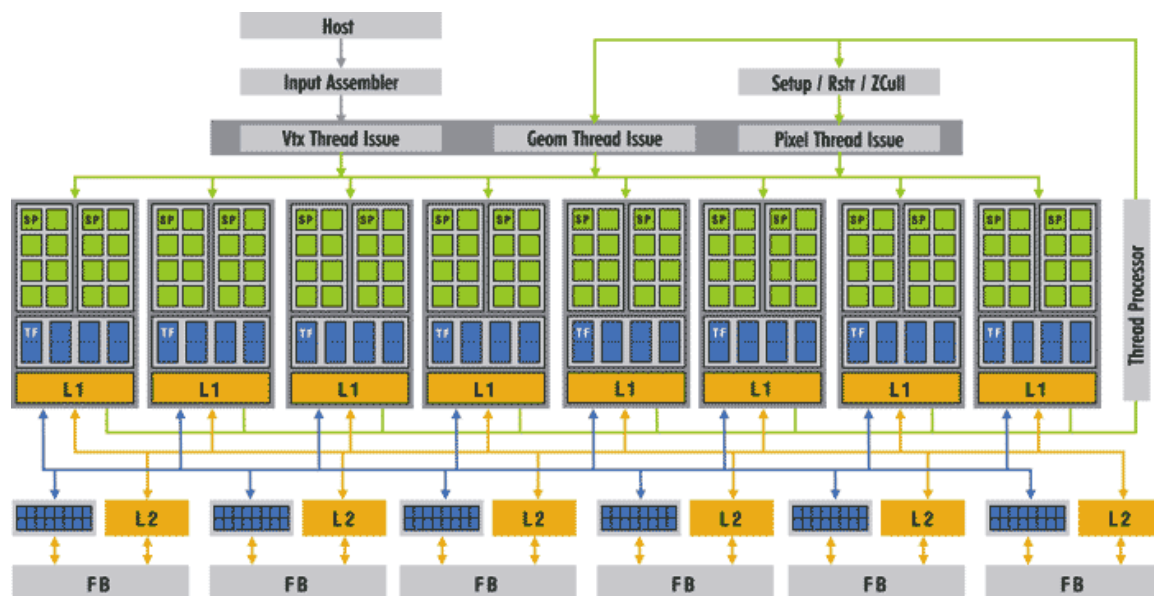 Host
Input Assembler
Setup / Rstr / ZCull
Vtx Thread Issue
Geom Thread Issue
Pixel Thread Issue
SP SP SP SP SP SP SP SP SP SP SP SP SP SP SP SP
Thread Processor
TF TF TF TF TF TF TF TF
L1 L1 L1 L1 L1 L1 L1 L1
L2 L2 L2 L2 L2 L2
FB FB FB FB FB FB